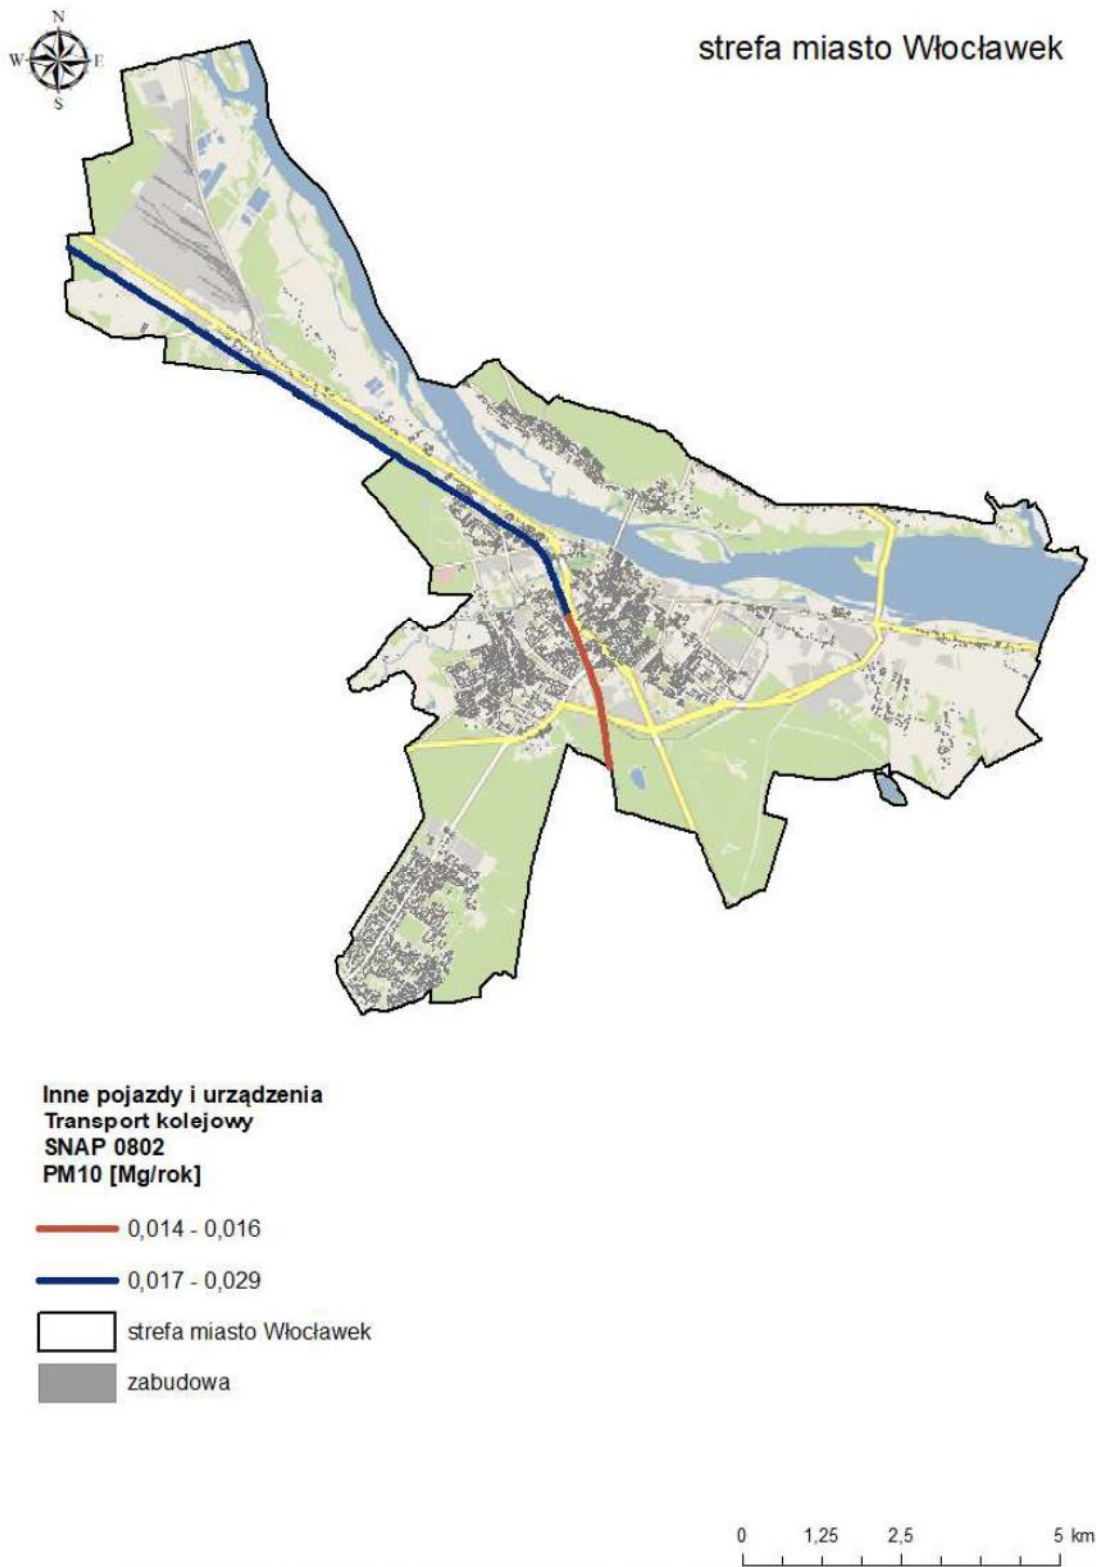 N
W E
S
strefa miasto Włocławek
Inne pojazdy i urządzenia
Transport kolejowy
SNAP 0802
PM10 [Mg/rok]
0,014 - 0,016
0,017 - 0,029
strefa miasto Włocławek
zabudowa
0 1,25 2,5 5 km